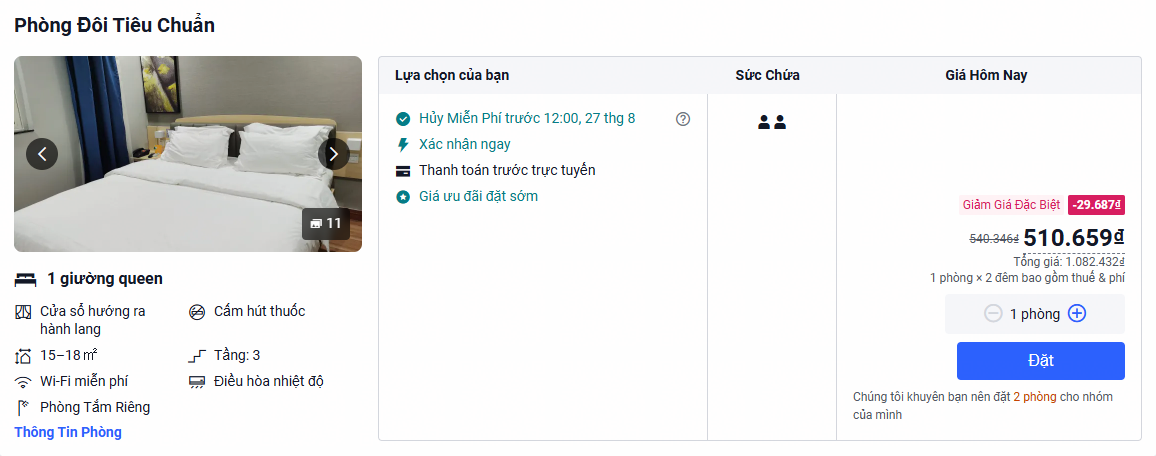 Phòng Đôi Tiêu Chuẩn
11
1 giường queen
Cửa sổ hướng ra
hành lang
Cấm hút thuốc
15–18㎡
Tầng: 3
Wi-Fi miễn phí
Điều hòa nhiệt độ
Phòng Tắm Riêng
Thông Tin Phòng
Lựa chọn của bạn
Sức Chứa
Giá Hôm Nay
Hủy Miễn Phí trước 12:00, 27 thg 8
Xác nhận ngay
Thanh toán trước trực tuyến
Giá ưu đãi đặt sớm
Giảm Giá Đặc Biệt -29.687₫
540.346₫ 510.659₫
Tổng giá: 1.082.432₫
1 phòng × 2 đêm bao gồm thuế & phí
1 phòng
Đặt
Chúng tôi khuyên bạn nên đặt 2 phòng cho nhóm
của mình